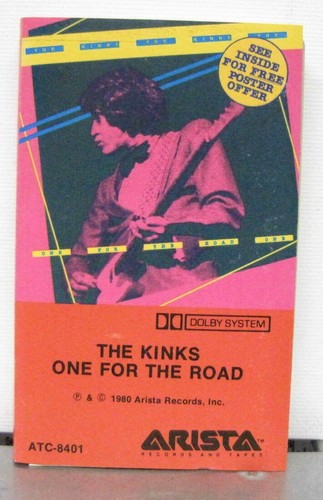 THE KINKS THE KINKS THE
SEE
INSIDE
FOR FREE
POSTER
OFFER
ONE FOR THE ROAD ONE
DOLBY SYSTEM
THE KINKS
ONE FOR THE ROAD
℗ & © 1980 Arista Records, Inc.
ATC-8401
ARISTA™
RECORDS AND TAPES